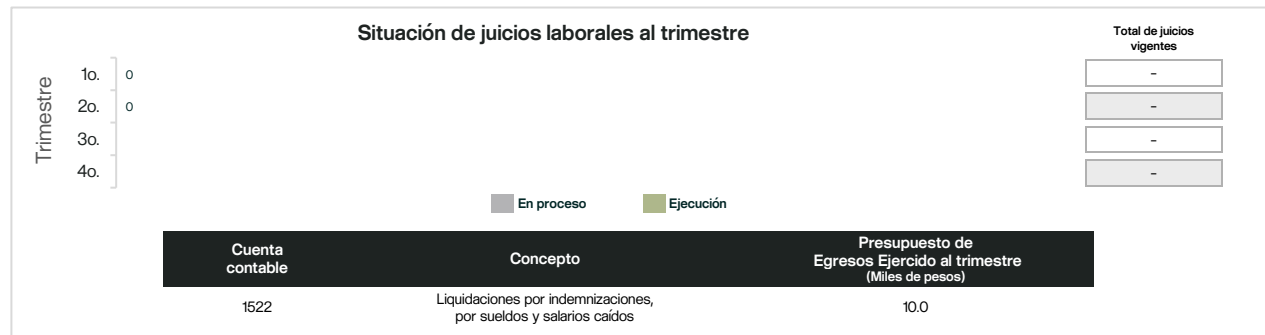 Situación de juicios laborales al trimestre
Total de juicios
vigentes
Trimestre
1o. 0 -
2o. 0 -
3o. -
4o. -
En proceso Ejecución
Cuenta
contable
Concepto
Presupuesto de
Egresos Ejercido al trimestre
(Miles de pesos)
1522
Liquidaciones por indemnizaciones,
por sueldos y salarios caídos
10.0